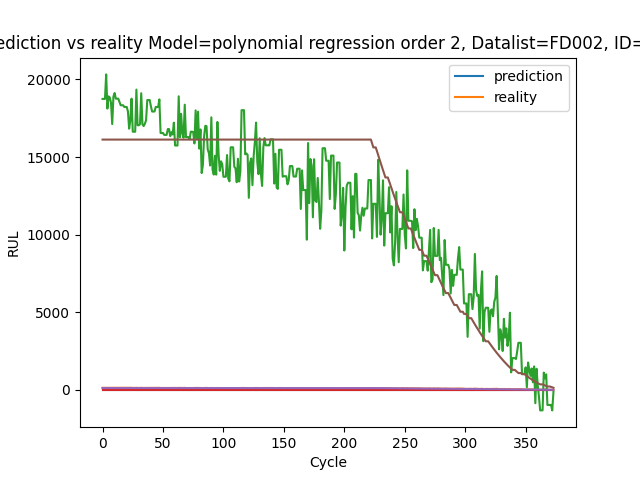 ediction vs reality Model=polynomial regression order 2, Datalist=FD002, ID=
prediction
reality
20000
15000
10000
5000
0
RUL
0 50 100 150 200 250 300 350
Cycle